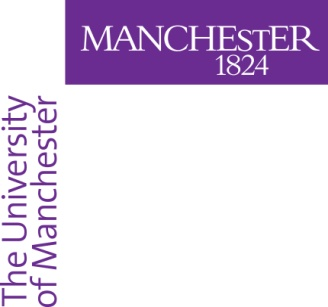 MANCHEsTER
1824
The University
of Manchester